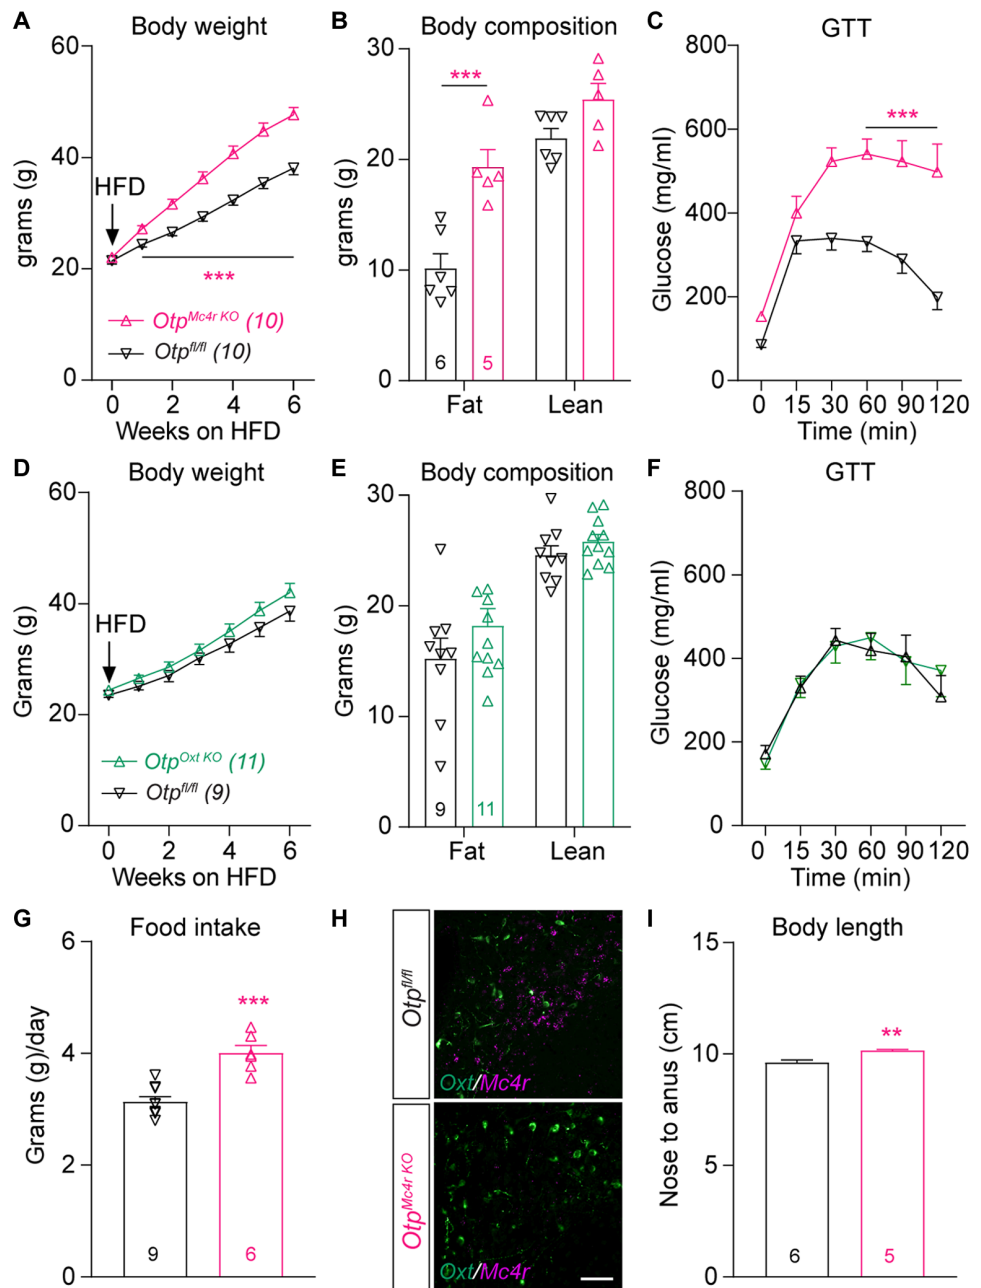 A
Body weight
grams (g)
60
40
20
0
HFD
***
Otp^Mc4r KO (10)
Otp^fl/fl (10)
0 2 4 6
Weeks on HFD
B
Body composition
grams (g)
30
20
10
0
***
6 5
Fat Lean
C
GTT
Glucose (mg/ml)
800
600
400
200
0
***
0 15 30 60 90 120
Time (min)
D
Body weight
Grams (g)
60
40
20
0
HFD
Otp^Oxt KO (11)
Otp^fl/fl (9)
0 2 4 6
Weeks on HFD
E
Body composition
Grams (g)
30
20
10
0
9 11
Fat Lean
F
GTT
Glucose (mg/ml)
800
600
400
200
0
0 15 30 60 90 120
Time (min)
G
Food intake
Grams (g)/day
6
4
2
0
***
9 6
H
Otp^fl/fl
Oxt/Mc4r
Otp^Mc4r KO
Oxt/Mc4r
I
Body length
Nose to anus (cm)
15
10
5
0
**
6 5